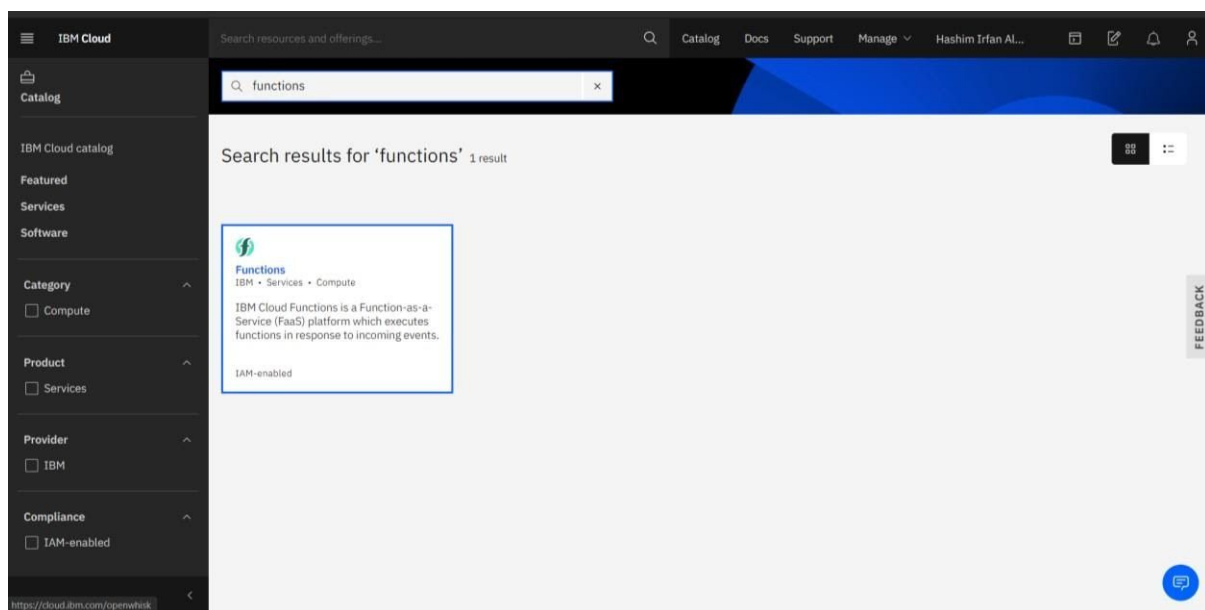 IBM Cloud
Search resources and offerings...
Catalog
Docs
Support
Manage
Hashim Irfan Al...
Catalog
functions
IBM Cloud catalog
Featured
Services
Software
Category
Compute
Product
Services
Provider
IBM
Compliance
IAM-enabled
https://cloud.ibm.com/openwhisk
Search results for ‘functions’ 1 result
Functions
IBM • Services • Compute
IBM Cloud Functions is a Function-as-a-
Service (FaaS) platform which executes
functions in response to incoming events.
IAM-enabled
FEEDBACK